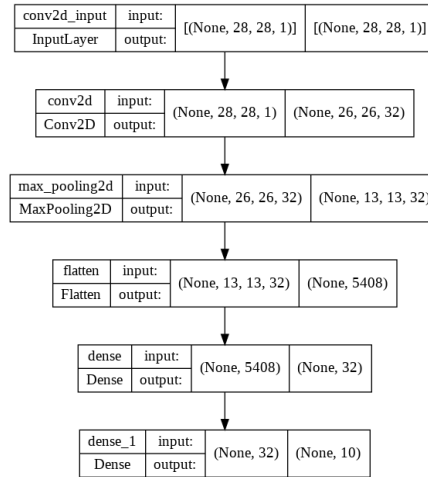 conv2d_input input: [(None, 28, 28, 1)] [(None, 28, 28, 1)]
InputLayer output:
conv2d input: (None, 28, 28, 1) (None, 26, 26, 32)
Conv2D output:
max_pooling2d input: (None, 26, 26, 32) (None, 13, 13, 32)
MaxPooling2D output:
flatten input: (None, 13, 13, 32) (None, 5408)
Flatten output:
dense input: (None, 5408) (None, 32)
Dense output:
dense_1 input: (None, 32) (None, 10)
Dense output: